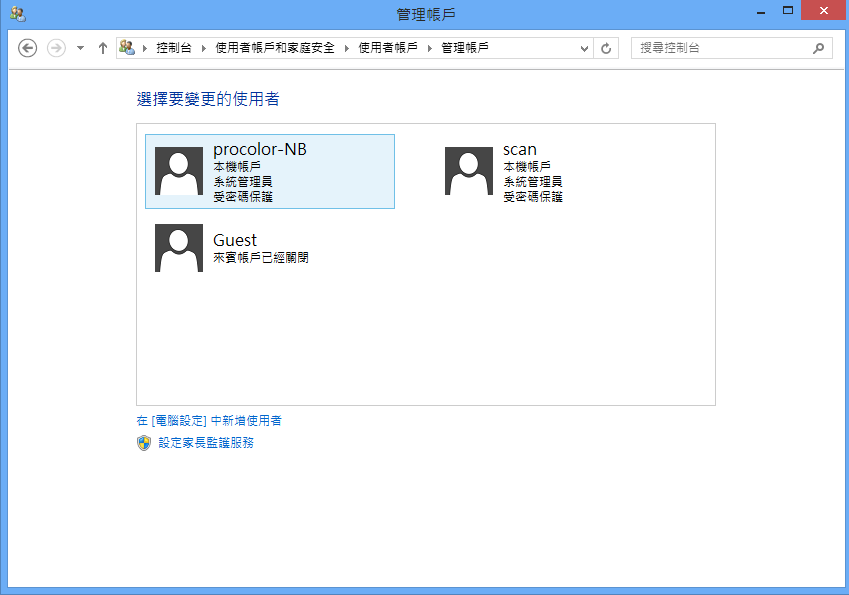 管理帳戶
控制台 使用者帳戶和家庭安全 使用者帳戶 管理帳戶
搜尋控制台
選擇要變更的使用者
procolor-NB
本機帳戶
系統管理員
受密碼保護
scan
本機帳戶
系統管理員
受密碼保護
Guest
來賓帳戶已經關閉
在 [電腦設定] 中新增使用者
設定家長監護服務